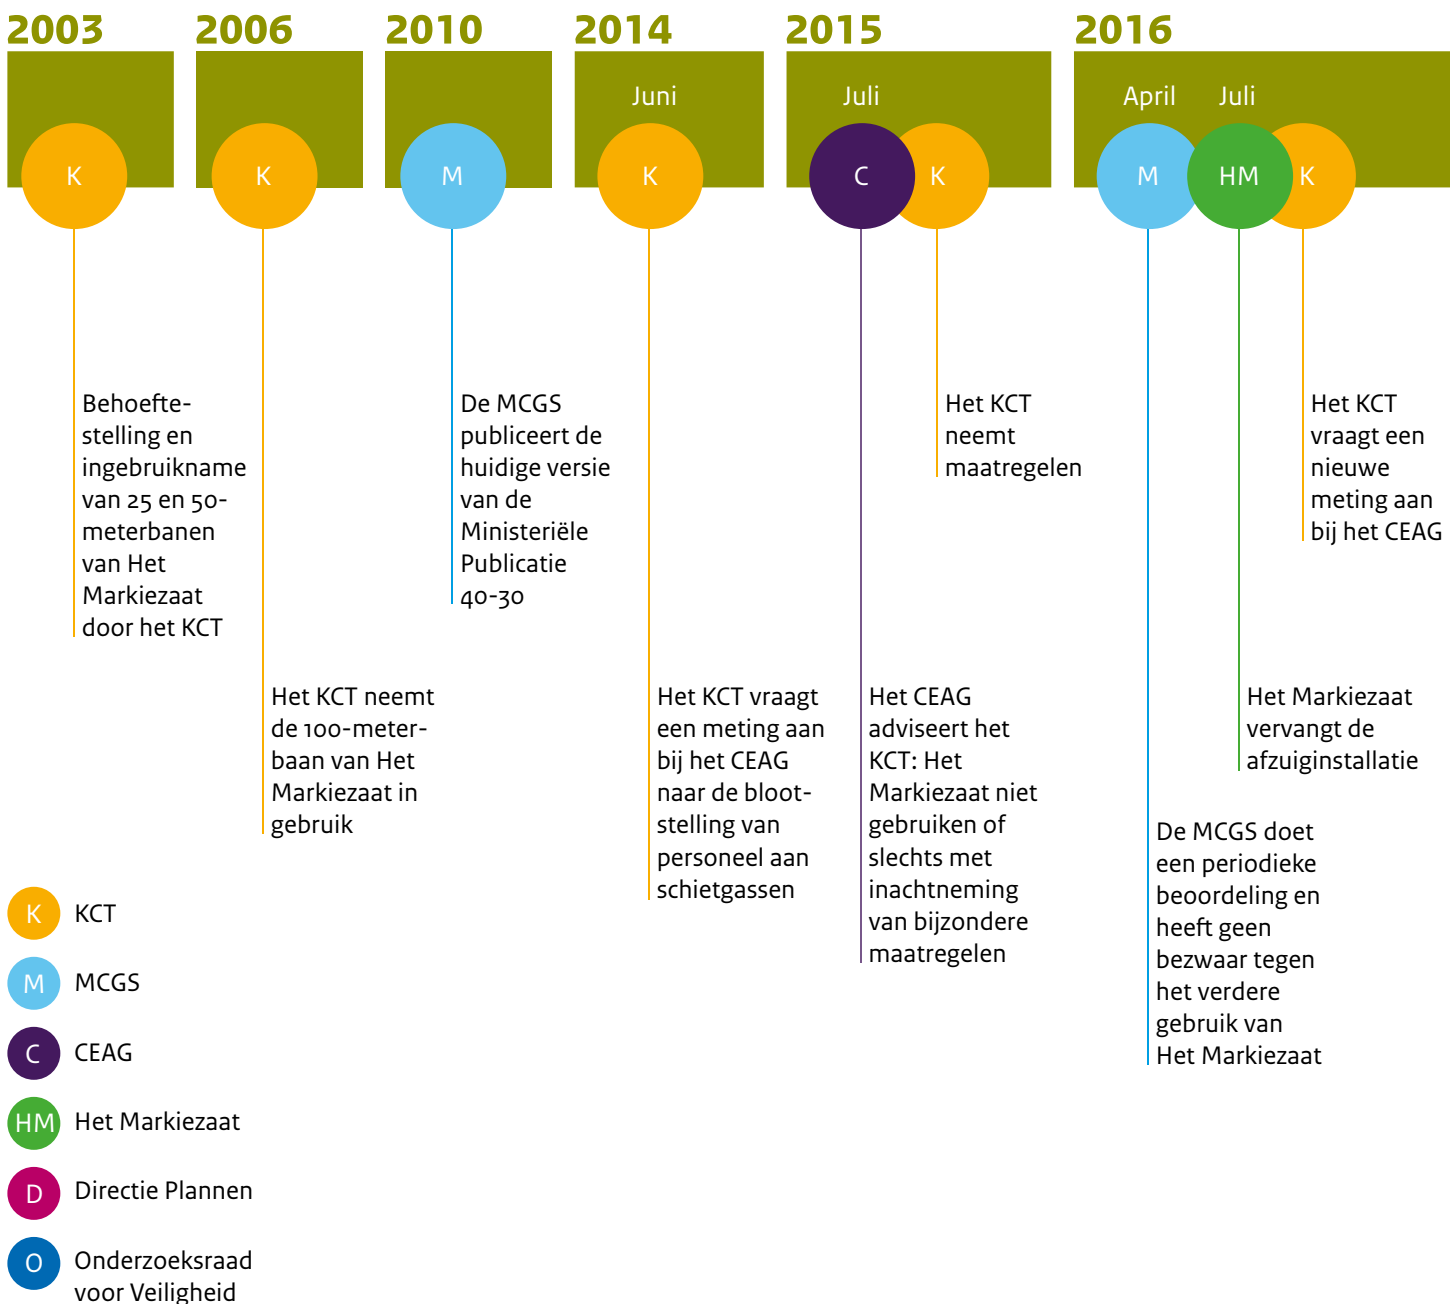 2003
K
Behoefte-
stelling en
ingebruikname
van 25 en 50-
meterbanen
van Het
Markiezaat
door het KCT
2006
K
Het KCT neemt
de 100-meter-
baan van Het
Markiezaat in
gebruik
2010
M
De MCGS
publiceert de
huidige versie
van de
Ministeriële
Publicatie
40-30
2014
Juni
K
Het KCT vraagt
een meting aan
bij het CEAG
naar de bloot-
stelling van
personeel aan
schietgassen
2015
Juli
C
Het CEAG
adviseert het
KCT: Het
Markiezaat niet
gebruiken of
slechts met
inachtneming
van bijzondere
maatregelen
K
Het KCT
neemt
maatregelen
2016
April
M
De MCGS doet
een periodieke
beoordeling en
heeft geen
bezwaar tegen
het verdere
gebruik van
Het Markiezaat
Juli
HM
Het Markiezaat
vervangt de
afzuiginstallatie
K
Het KCT
vraagt een
nieuwe
meting aan
bij het CEAG
K KCT
M MCGS
C CEAG
HM Het Markiezaat
D Directie Plannen
O Onderzoeksraad
voor Veiligheid